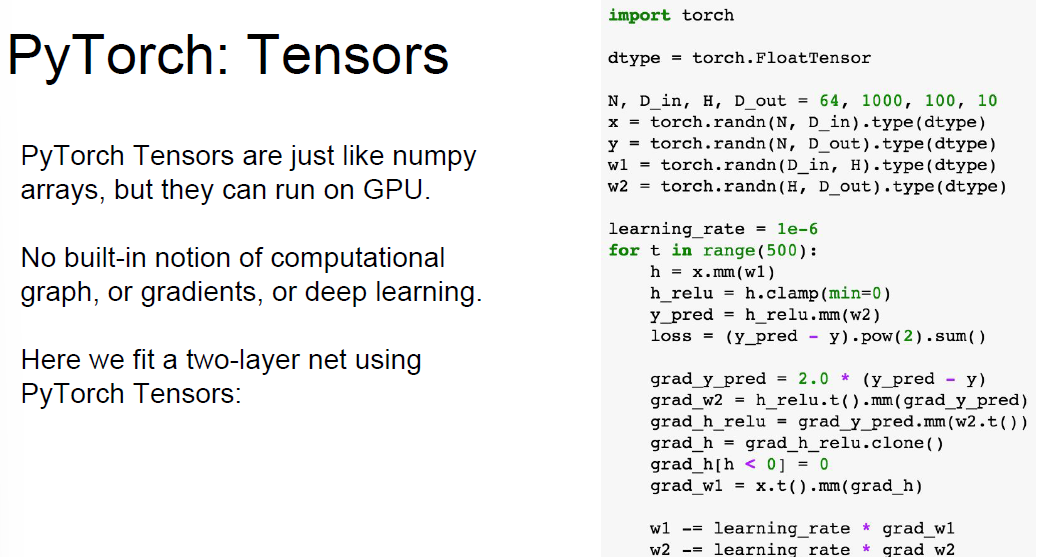 PyTorch: Tensors
PyTorch Tensors are just like numpy
arrays, but they can run on GPU.
No built-in notion of computational
graph, or gradients, or deep learning.
Here we fit a two-layer net using
PyTorch Tensors:
import torch
dtype = torch.FloatTensor
N, D_in, H, D_out = 64, 1000, 100, 10
x = torch.randn(N, D_in).type(dtype)
y = torch.randn(N, D_out).type(dtype)
w1 = torch.randn(D_in, H).type(dtype)
w2 = torch.randn(H, D_out).type(dtype)
learning_rate = 1e-6
for t in range(500):
    h = x.mm(w1)
    h_relu = h.clamp(min=0)
    y_pred = h_relu.mm(w2)
    loss = (y_pred - y).pow(2).sum()
    grad_y_pred = 2.0 * (y_pred - y)
    grad_w2 = h_relu.t().mm(grad_y_pred)
    grad_h_relu = grad_y_pred.mm(w2.t())
    grad_h = grad_h_relu.clone()
    grad_h[h < 0] = 0
    grad_w1 = x.t().mm(grad_h)
    w1 -= learning_rate * grad_w1
    w2 -= learning_rate * grad_w2